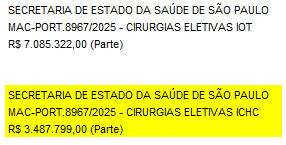 SECRETARIA DE ESTADO DA SAÚDE DE SÃO PAULO
MAC-PORT.8967/2025 - CIRURGIAS ELETIVAS IOT
R$ 7.085.322,00 (Parte)
SECRETARIA DE ESTADO DA SAÚDE DE SÃO PAULO
MAC-PORT.8967/2025 - CIRURGIAS ELETIVAS ICHC
R$ 3.487.799,00 (Parte)